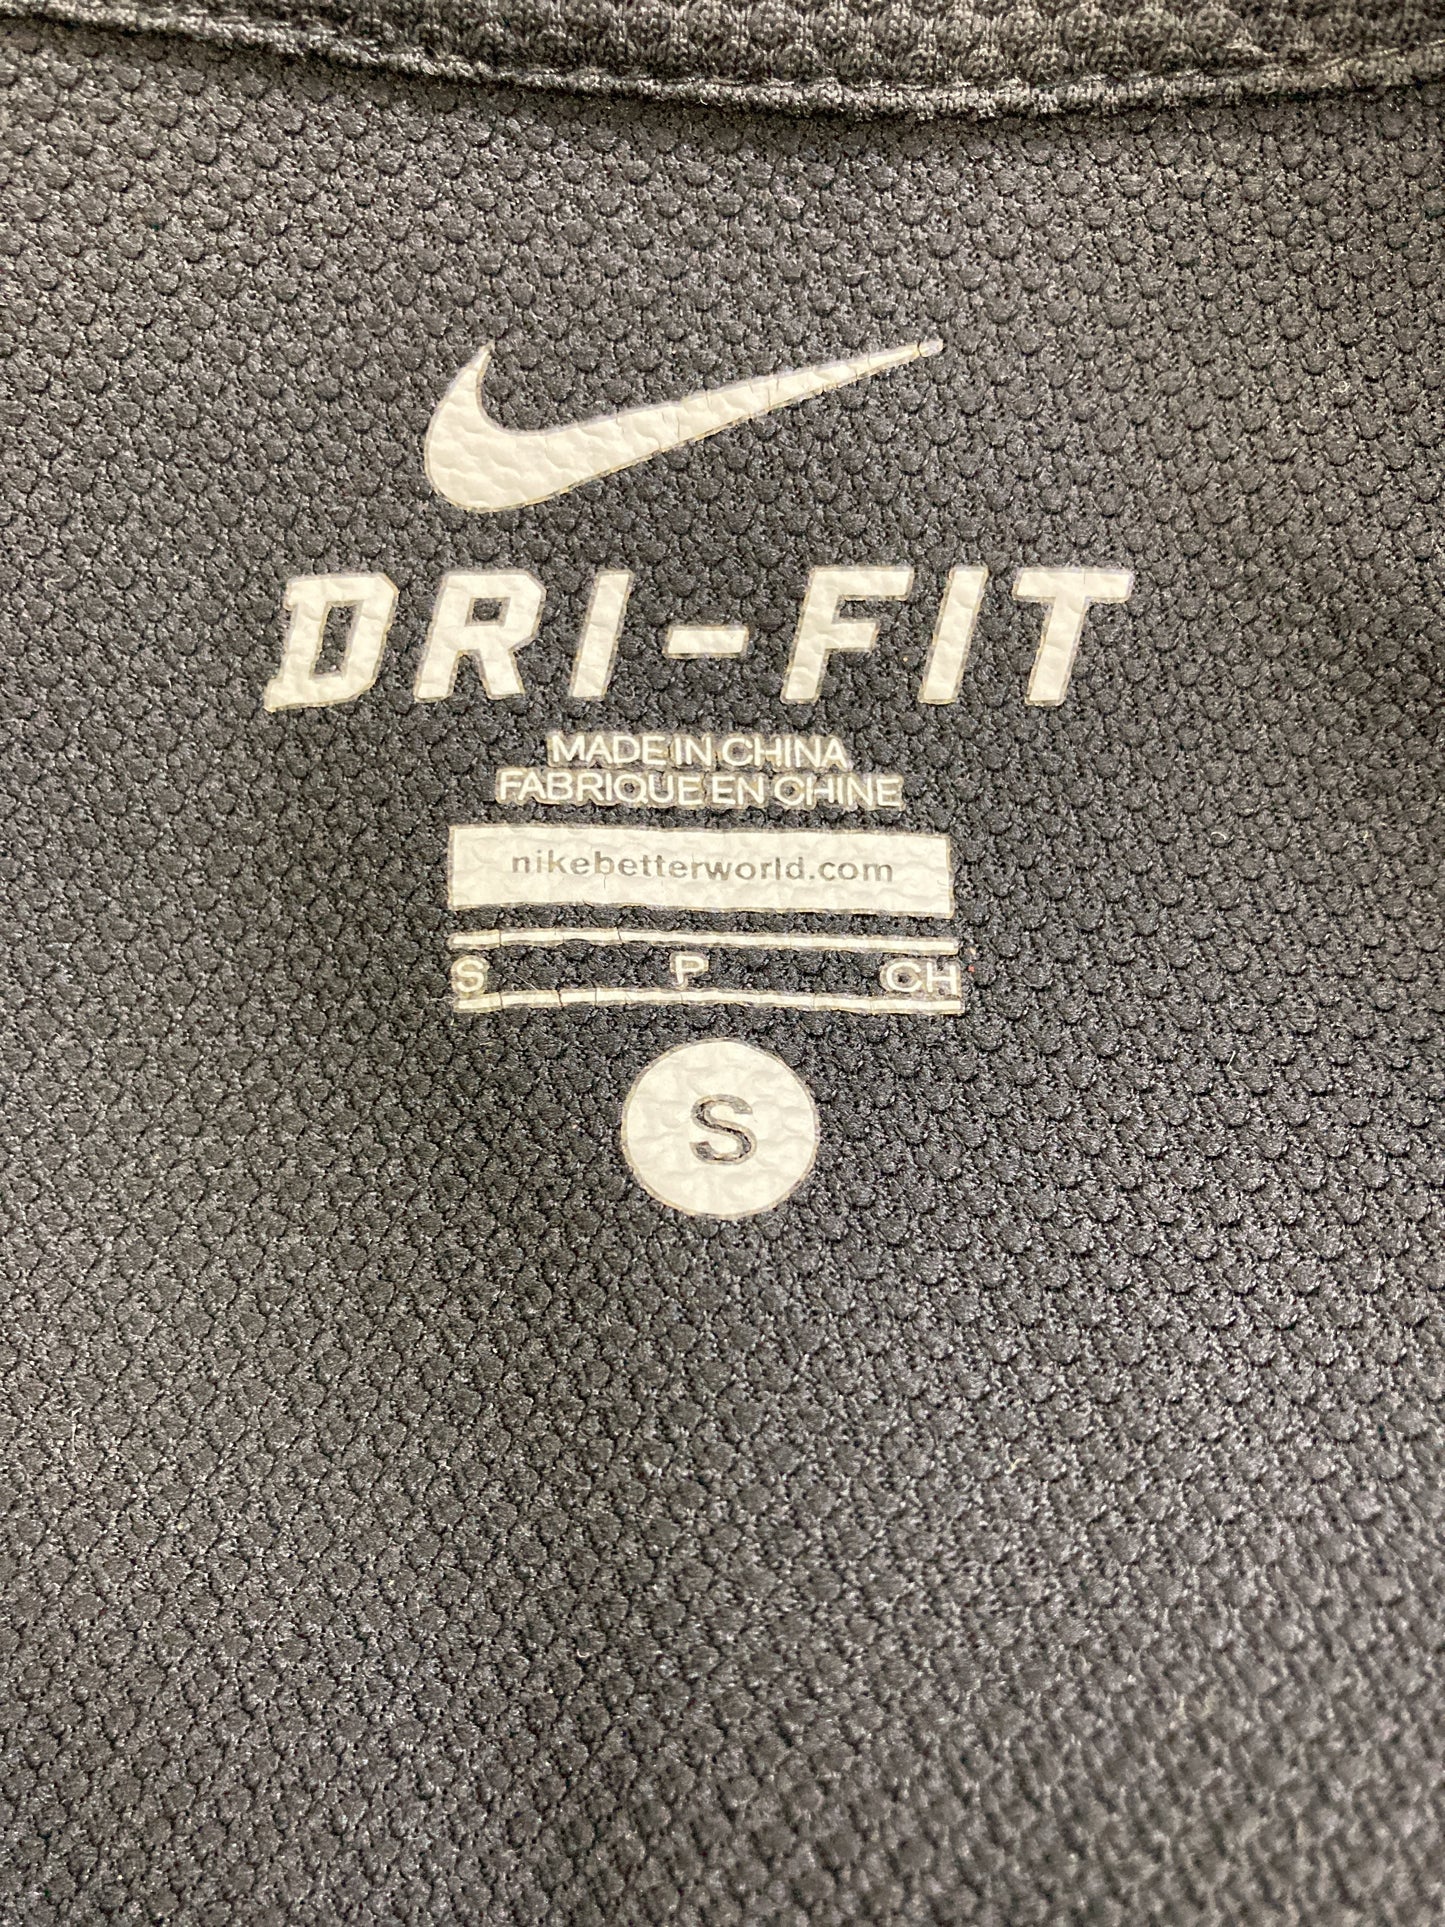 DRI-FIT
MADE IN CHINA
FABRIQUE EN CHINE
nikebetterworld.com
S P CH
S